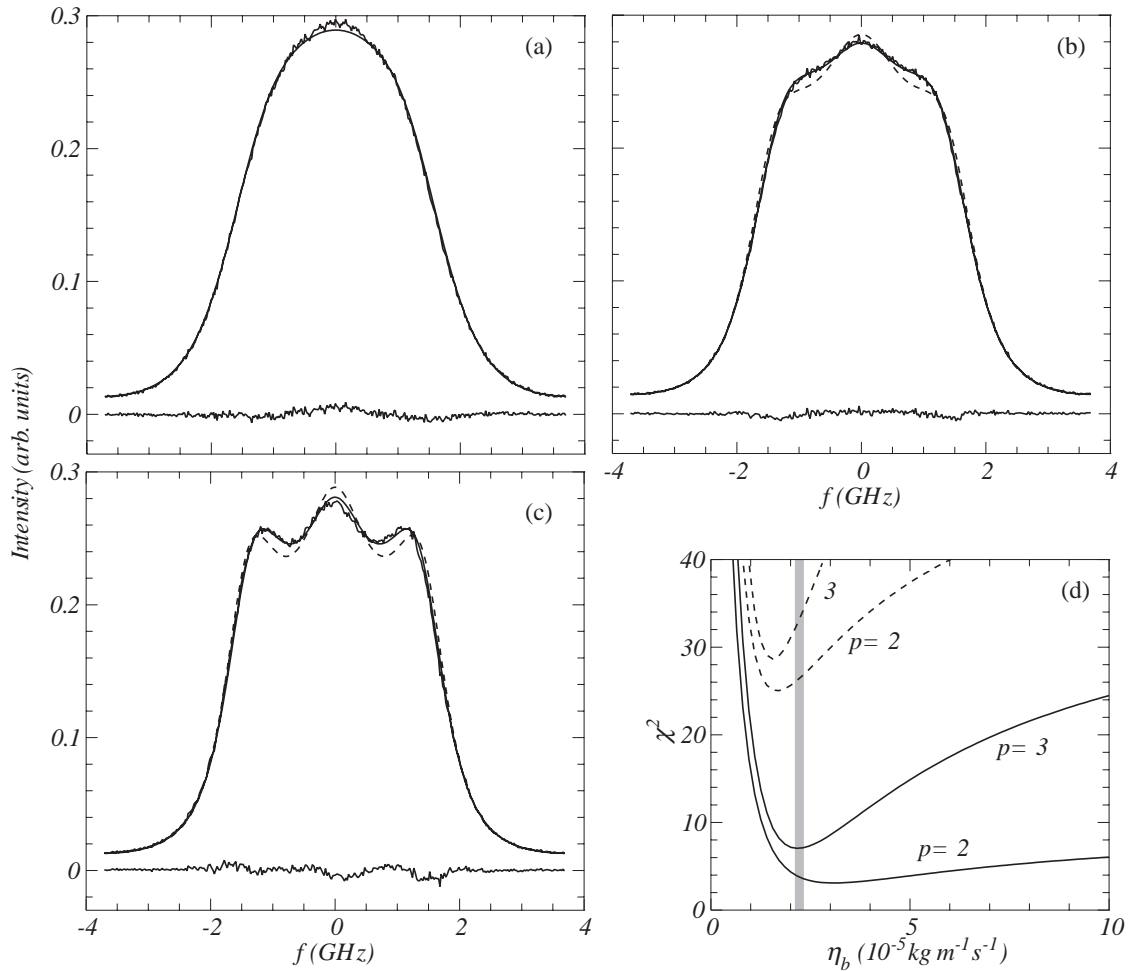 0.3
0.2
0.1
0
(a)
(b)
-4
-2
0
2
4
f (GHz)
Intensity (arb. units)
0.3
0.2
0.1
0
(c)
-4
-2
0
2
4
f (GHz)
40
30
20
10
0
χ²
(d)
3
p= 2
p= 3
p= 2
0
5
10
η_b (10⁻⁵ kg m⁻¹ s⁻¹)